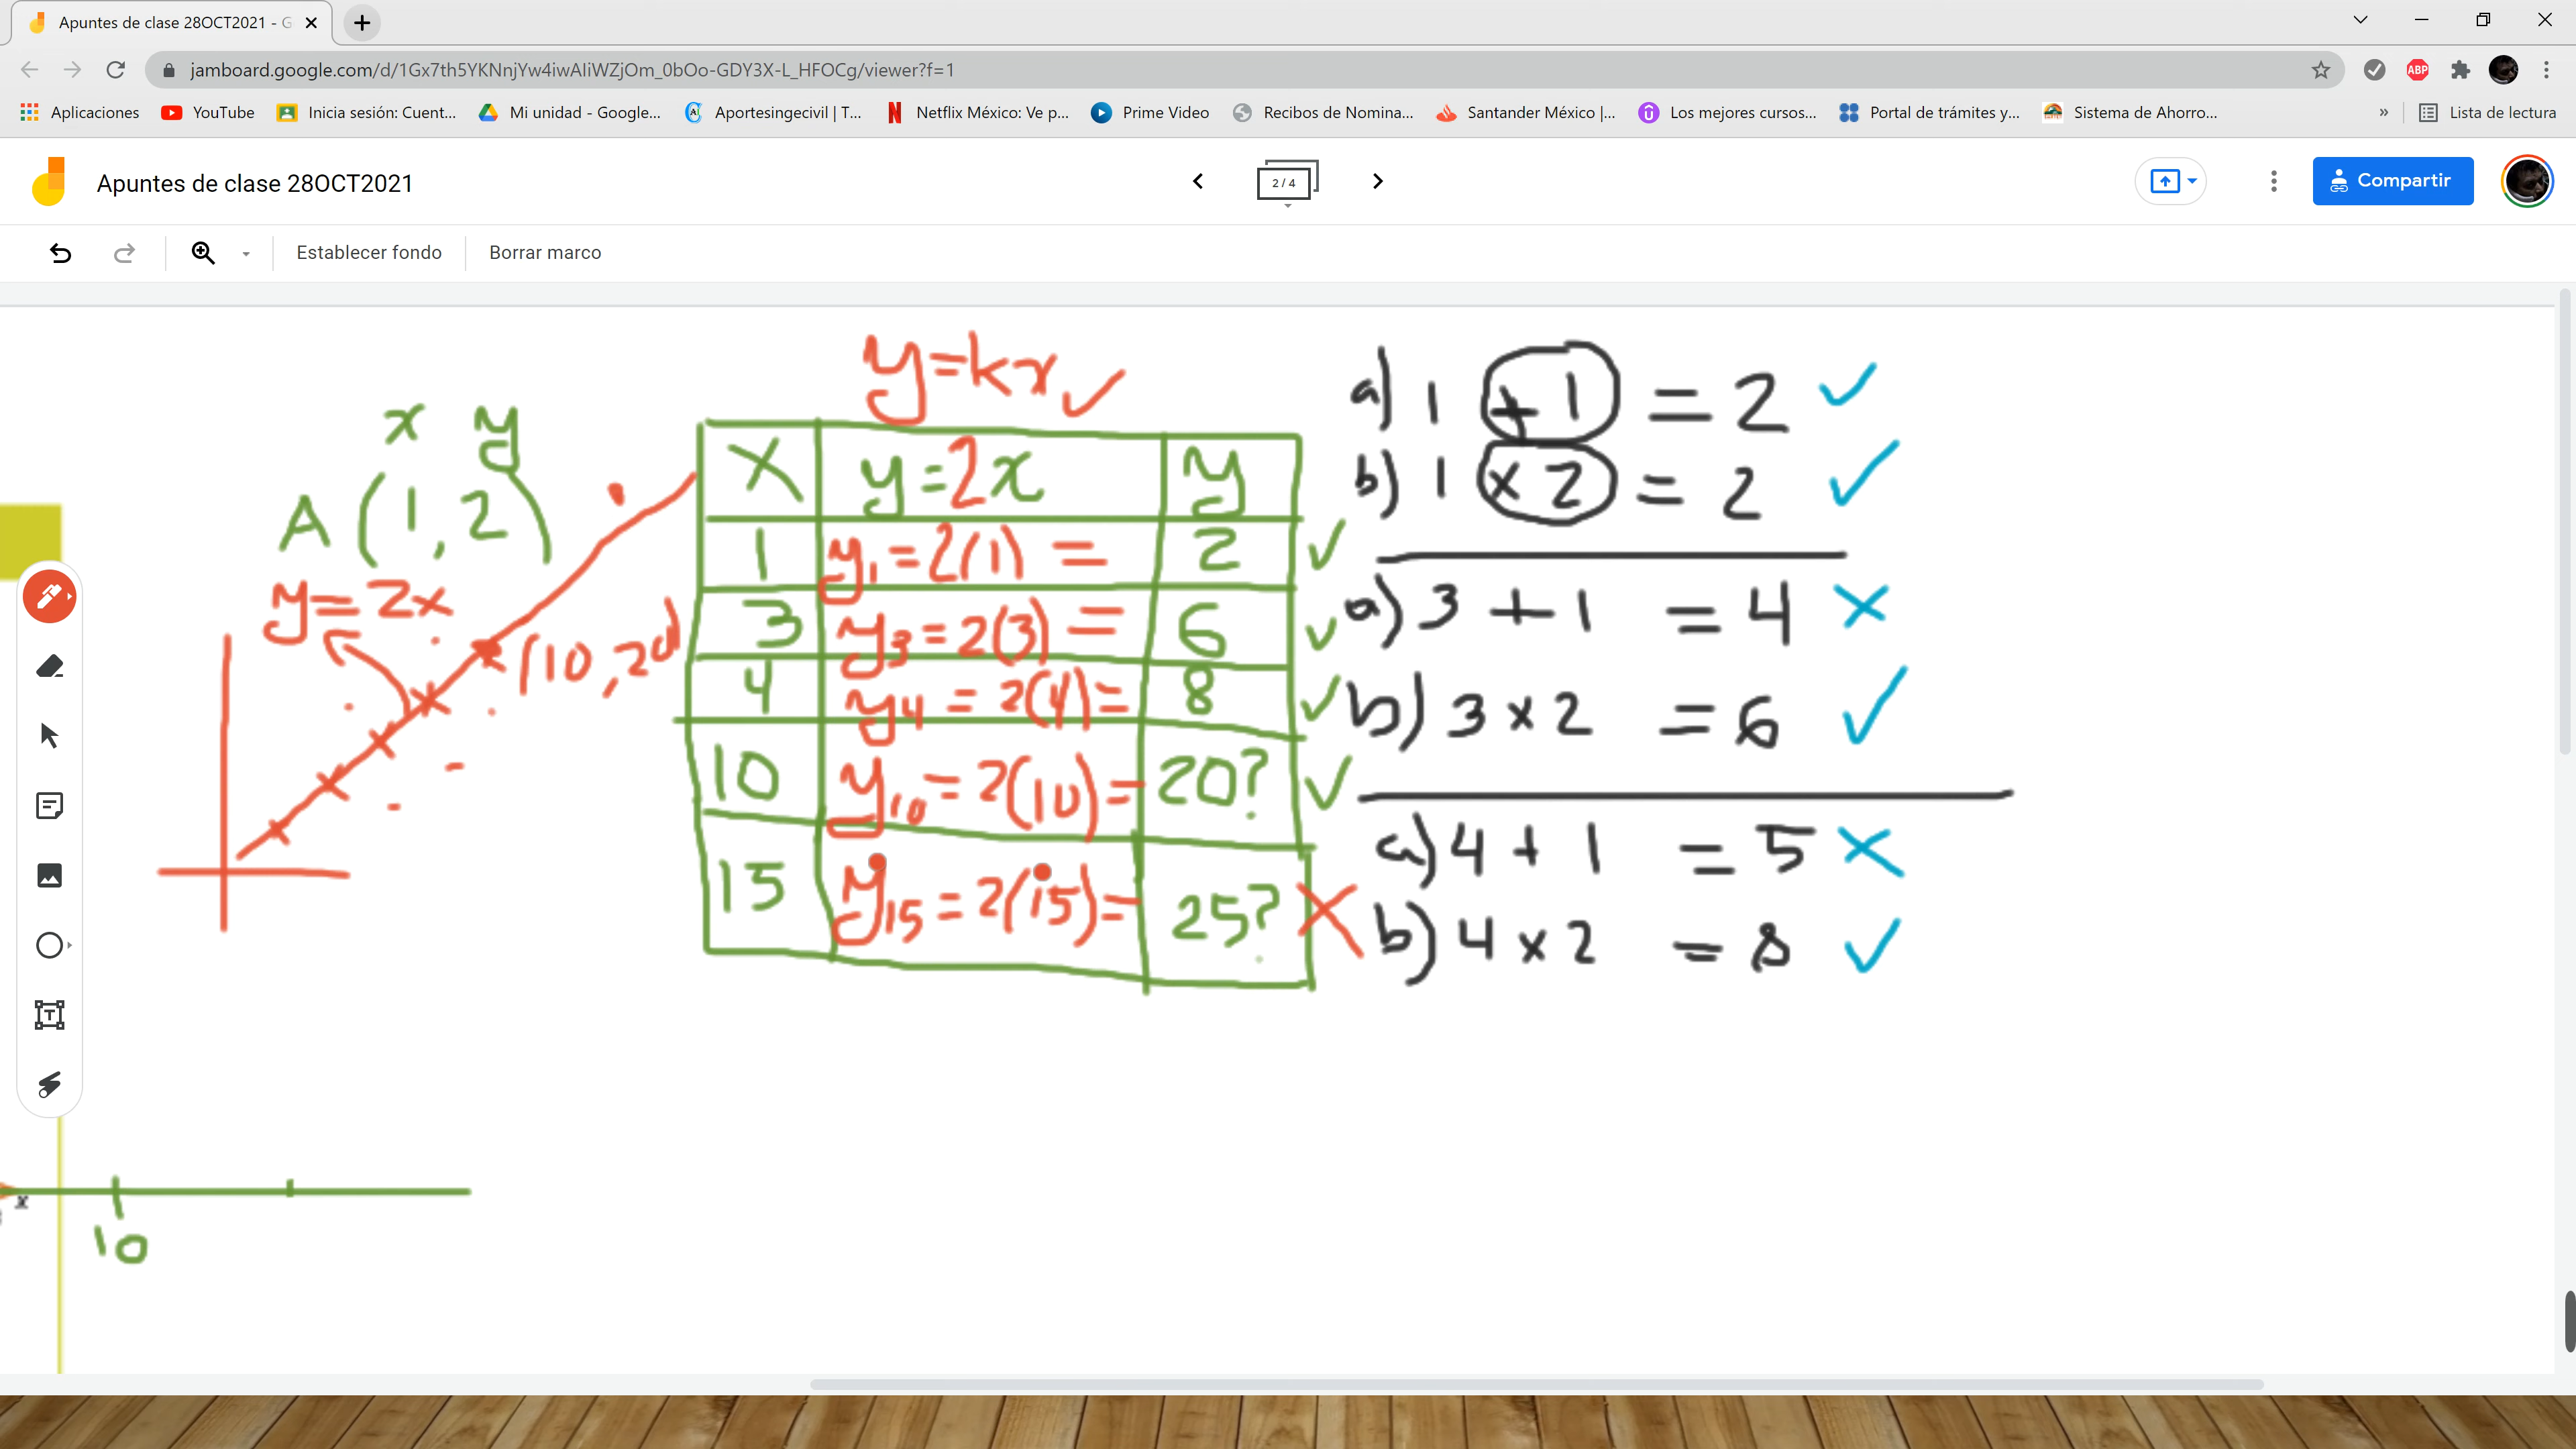 Apuntes de clase 28OCT2021 - G
jamboard.google.com/d/1Gx7th5YKNnjYw4iwAIiWZjOm_0bOo-GDY3X-L_HFOCg/viewer?f=1
ABP
Aplicaciones YouTube Inicia sesión: Cuent... Mi unidad - Google... Aportesingecivil | T... Netflix México: Ve p... Prime Video Recibos de Nomina... Santander México |... Los mejores cursos... Portal de trámites y... Sistema de Ahorro... » Lista de lectura
Apuntes de clase 28OCT2021
2 / 4
Compartir
Establecer fondo Borrar marco
y=kx
x y
A (1, 2)
y=2x
(10, 20)
X y=2x y
1 y1=2(1) = 2
3 y3=2(3) = 6
4 y4 = 2(4)= 8
10 y10=2(10)= 20?
15 y15=2(15)= 25?
a) 1 +1 = 2
b) 1 x 2 = 2
a) 3 + 1 = 4
b) 3 x 2 = 6
a) 4 + 1 = 5
b) 4 x 2 = 8
x
10